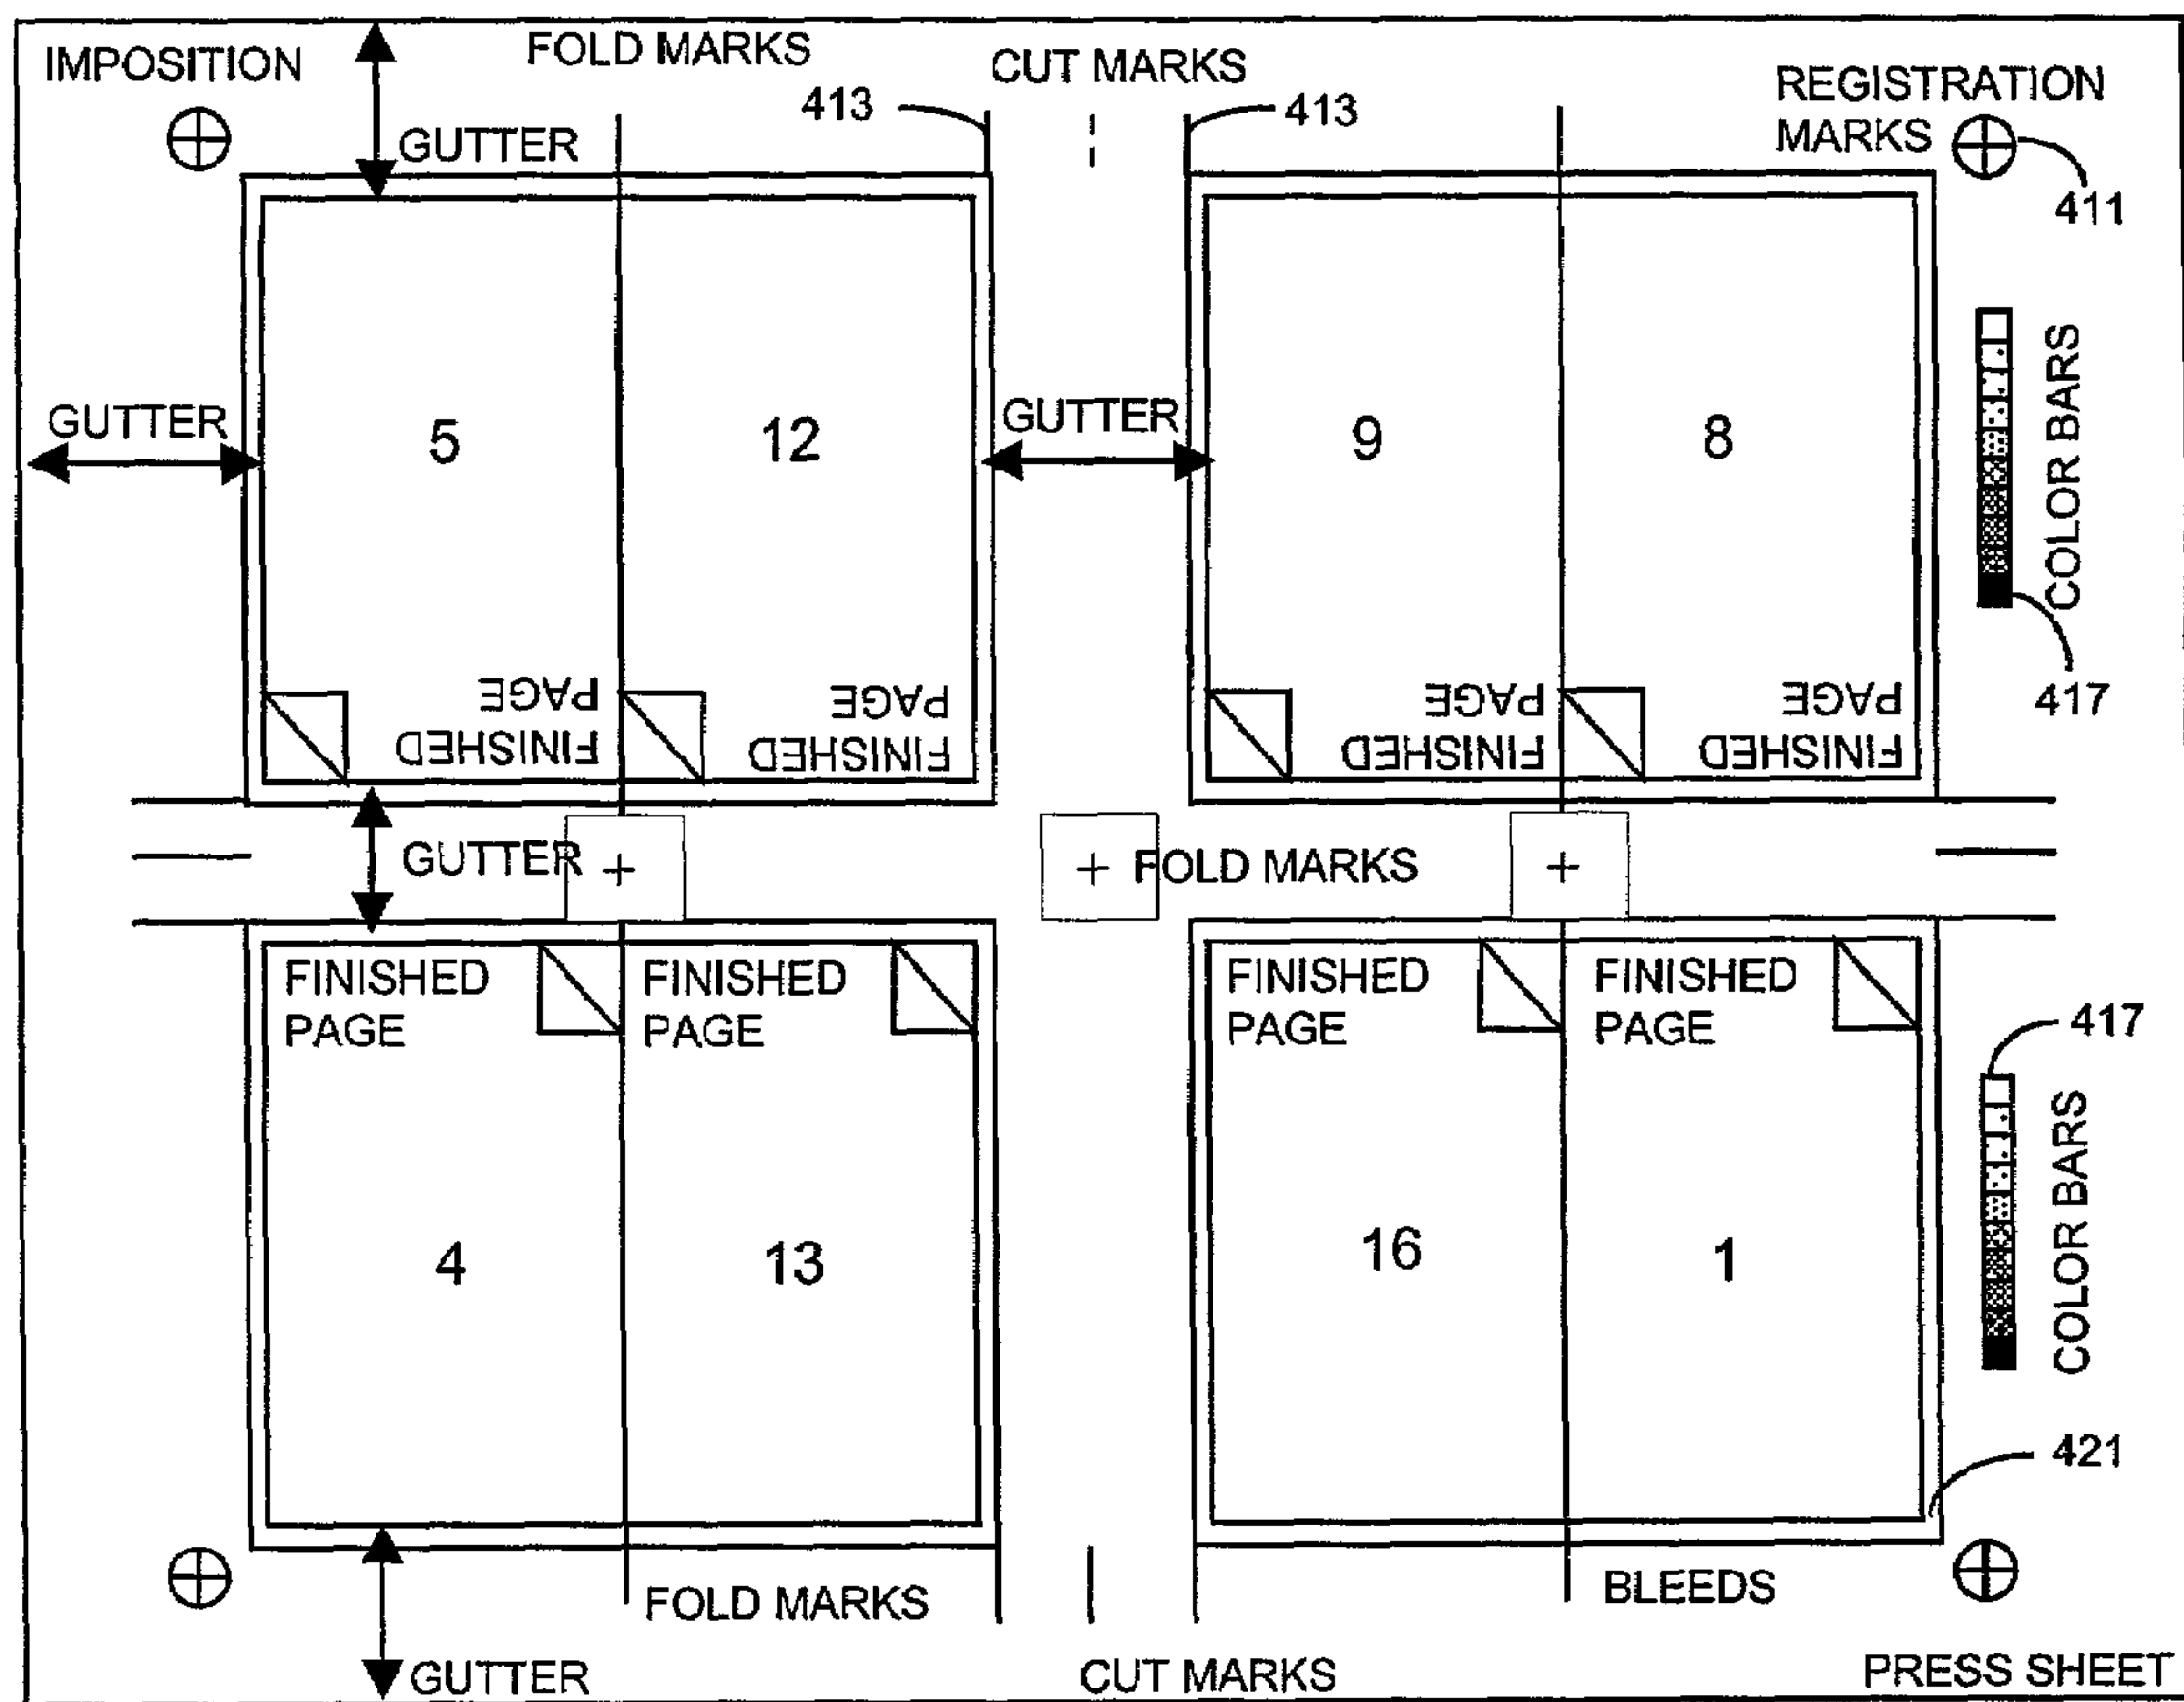 IMPOSITION
FOLD MARKS
CUT MARKS
413
413
REGISTRATION
MARKS
411
GUTTER
GUTTER
5
12
GUTTER
9
8
COLOR BARS
417
FINISHED
PAGE
FINISHED
PAGE
FINISHED
PAGE
FINISHED
PAGE
GUTTER
FOLD MARKS
FINISHED
PAGE
FINISHED
PAGE
FINISHED
PAGE
FINISHED
PAGE
417
4
13
16
1
COLOR BARS
421
FOLD MARKS
BLEEDS
GUTTER
CUT MARKS
PRESS SHEET